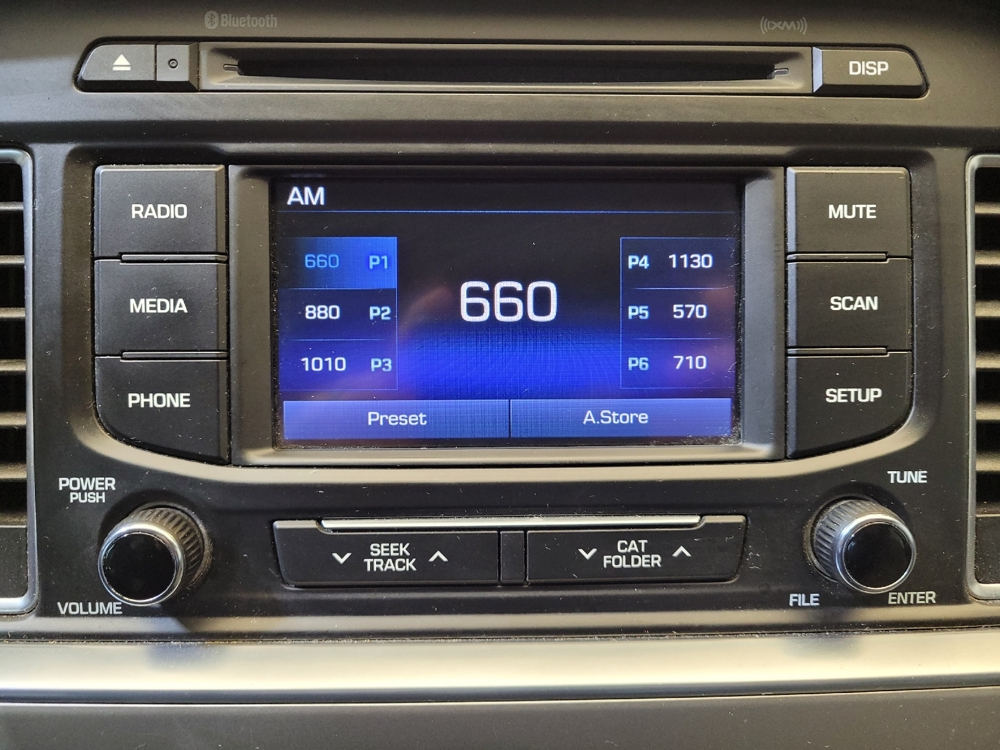 Bluetooth
((XM))
DISP
RADIO
MEDIA
PHONE
AM
660 P1
880 P2
1010 P3
660
P4 1130
P5 570
P6 710
Preset
A.Store
MUTE
SCAN
SETUP
POWER
PUSH
VOLUME
SEEK
TRACK
CAT
FOLDER
TUNE
FILE
ENTER